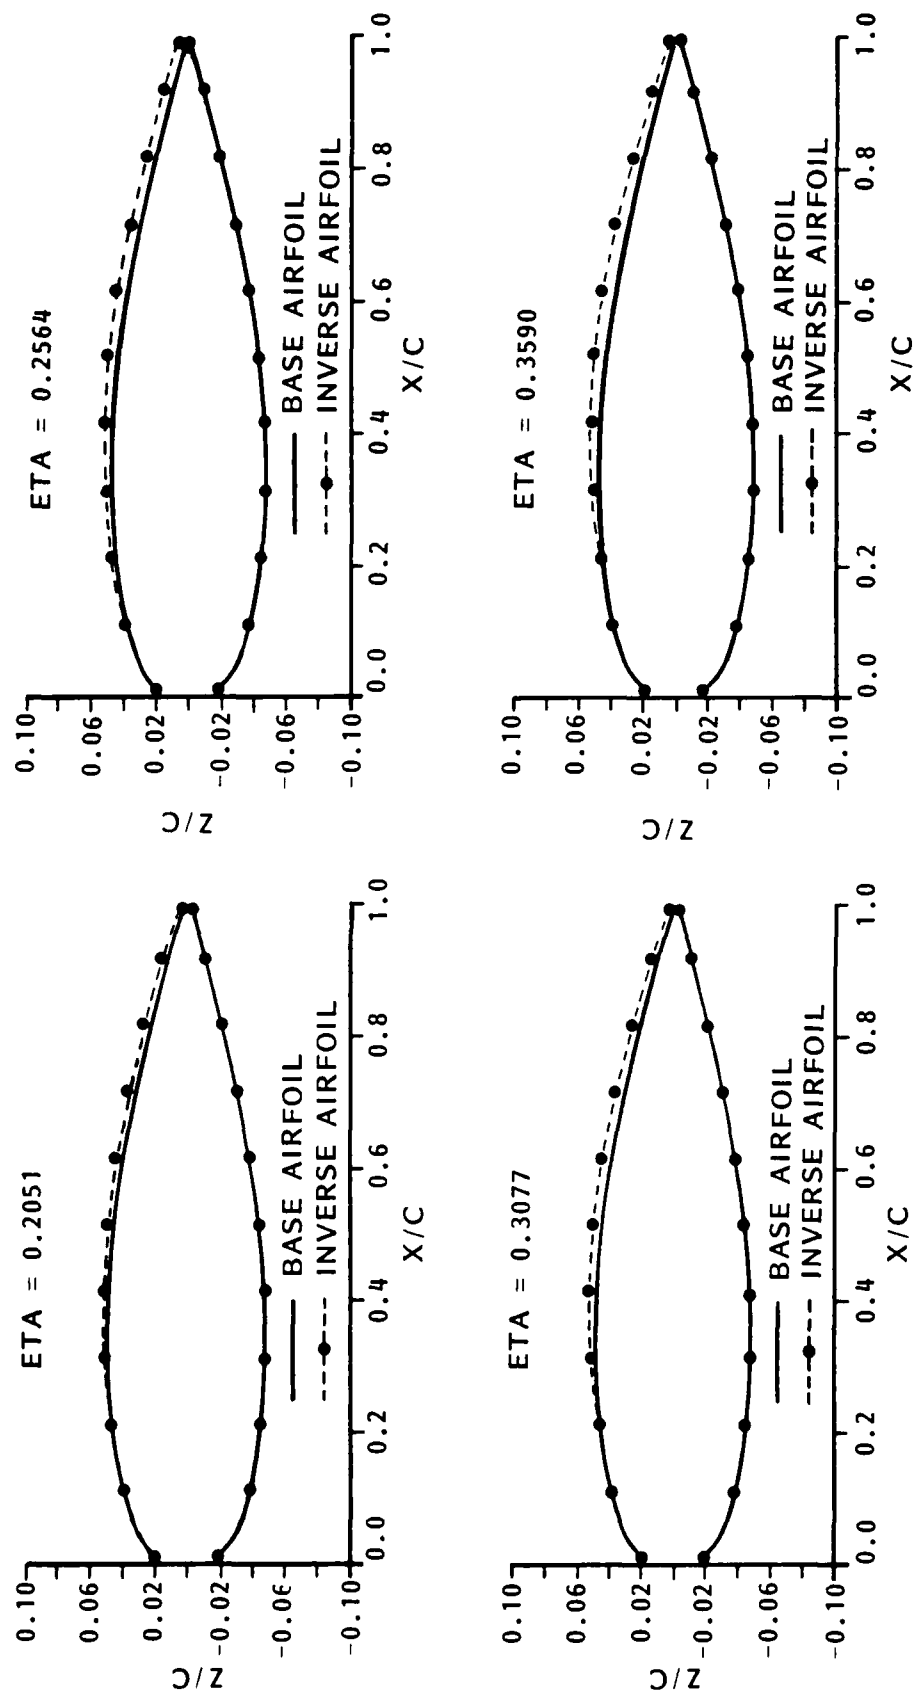 ETA = 0.2051
0.10
0.06
0.02
-0.02
-0.06
-0.10
Z/C
0.0 0.2 0.4 0.6 0.8 1.0
X/C
BASE AIRFOIL
INVERSE AIRFOIL
ETA = 0.2564
0.10
0.06
0.02
-0.02
-0.06
-0.10
Z/C
0.0 0.2 0.4 0.6 0.8 1.0
X/C
BASE AIRFOIL
INVERSE AIRFOIL
ETA = 0.3077
0.10
0.06
0.02
-0.02
-0.06
-0.10
Z/C
0.0 0.2 0.4 0.6 0.8 1.0
X/C
BASE AIRFOIL
INVERSE AIRFOIL
ETA = 0.3590
0.10
0.06
0.02
-0.02
-0.06
-0.10
Z/C
0.0 0.2 0.4 0.6 0.8 1.0
X/C
BASE AIRFOIL
INVERSE AIRFOIL